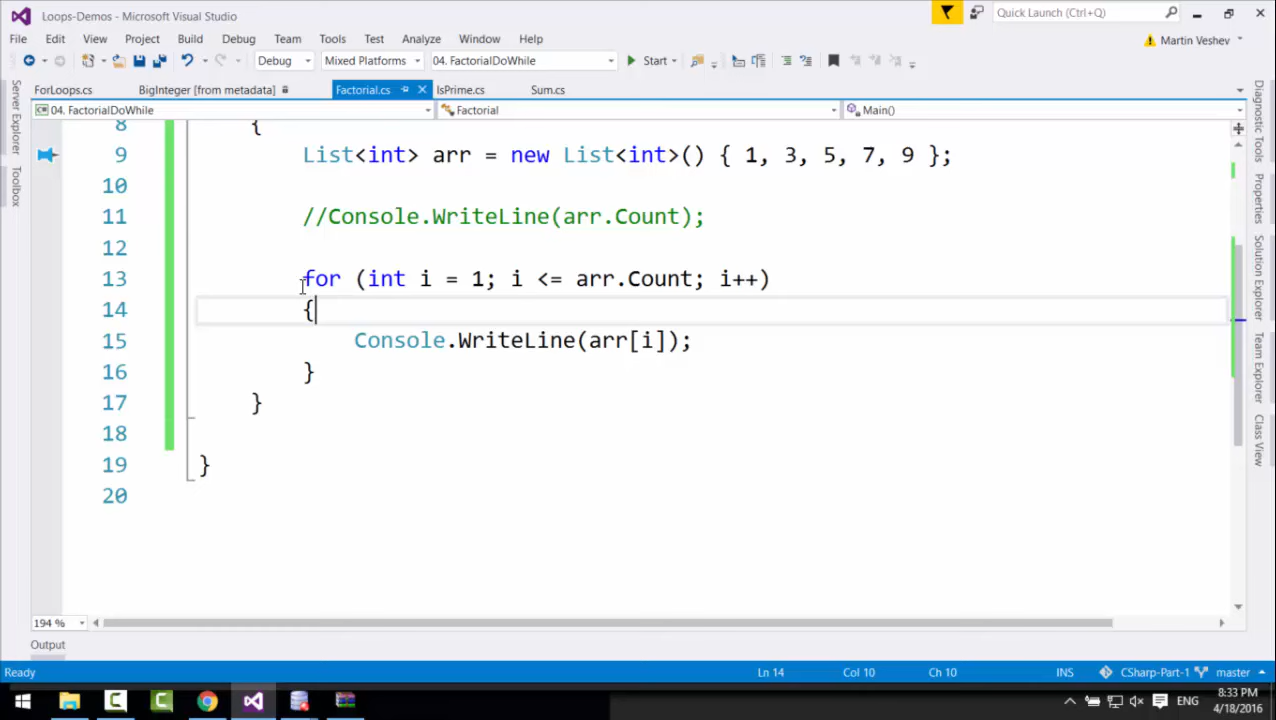 Loops-Demos - Microsoft Visual Studio
Quick Launch (Ctrl+Q)
File Edit View Project Build Debug Team Tools Test Analyze Window Help
Martin Veshev
Debug Mixed Platforms 04. FactorialDoWhile Start
ForLoops.cs BigInteger [from metadata] Factorial.cs IsPrime.cs Sum.cs
04. FactorialDoWhile Factorial Main()
Server Explorer
Toolbox
8 {
9 List<int> arr = new List<int>() { 1, 3, 5, 7, 9 };
10
11 //Console.WriteLine(arr.Count);
12
13 for (int i = 1; i <= arr.Count; i++)
14 {
15 Console.WriteLine(arr[i]);
16 }
17 }
18
19 }
20
Diagnostic Tools
Properties
Solution Explorer
Team Explorer
Class View
194 %
Output
Ready Ln 14 Col 10 Ch 10 INS CSharp-Part-1 master
ENG
8:33 PM
4/18/2016